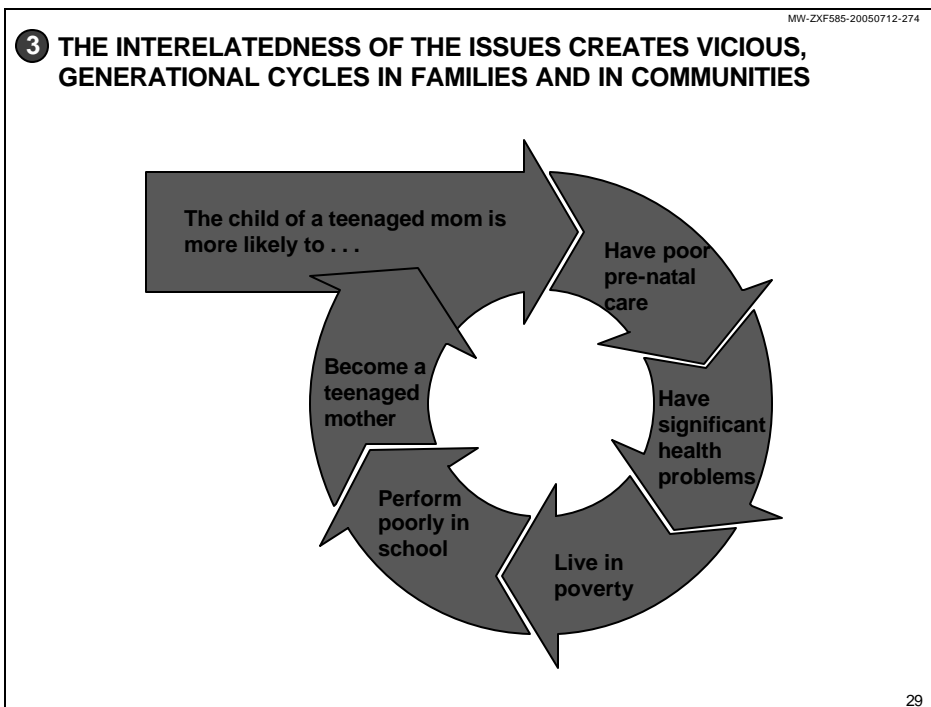 MW-ZXF585-20050712-274
3 THE INTERELATEDNESS OF THE ISSUES CREATES VICIOUS,
GENERATIONAL CYCLES IN FAMILIES AND IN COMMUNITIES
The child of a teenaged mom is
more likely to . . .
Have poor
pre-natal
care
Have
significant
health
problems
Live in
poverty
Perform
poorly in
school
Become a
teenaged
mother
29